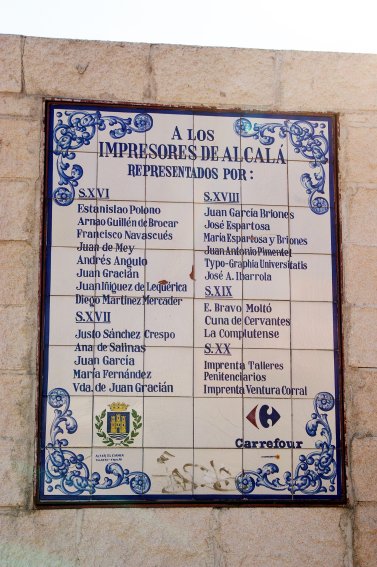 A LOS
IMPRESORES DE ALCALÁ
REPRESENTADOS POR:
S.XVI
Estanislao Polono
Arnao Guillén de Brocar
Francisco Navascués
Juan de Mey
Andrés Angulo
Juan Gracián
Juan Iñiguez de Lequérica
Diego Martínez Mercader
S.XVII
Justo Sánchez Crespo
Ana de Salinas
Juan García
María Fernández
Vda. de Juan Gracián
S.XVIII
Juan García Briones
José Espartosa
María Espartosa y Briones
Juan Antonio Pimentel
Typo-Graphía Universitatis
José A. Ibarrola
S.XIX
E. Bravo Moltó
Cuna de Cervantes
La Complutense
S.XX
Imprenta Talleres
Penitenciarios
Imprenta Ventura Corral
Carrefour